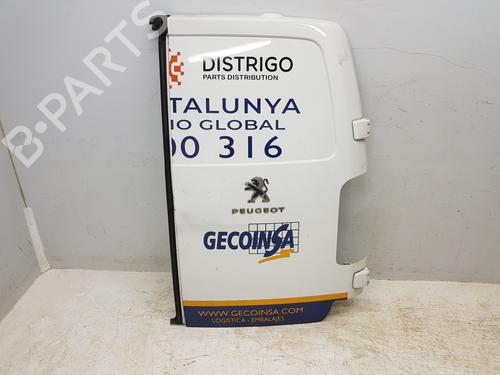 DISTRIGO
PARTS DISTRIBUTION
TALUNYA
IO GLOBAL
00 316
PEUGEOT
GECOINSA
WWW.GECOINSA.COM
LOGISTICA - EMBALAJES
B-PARTS